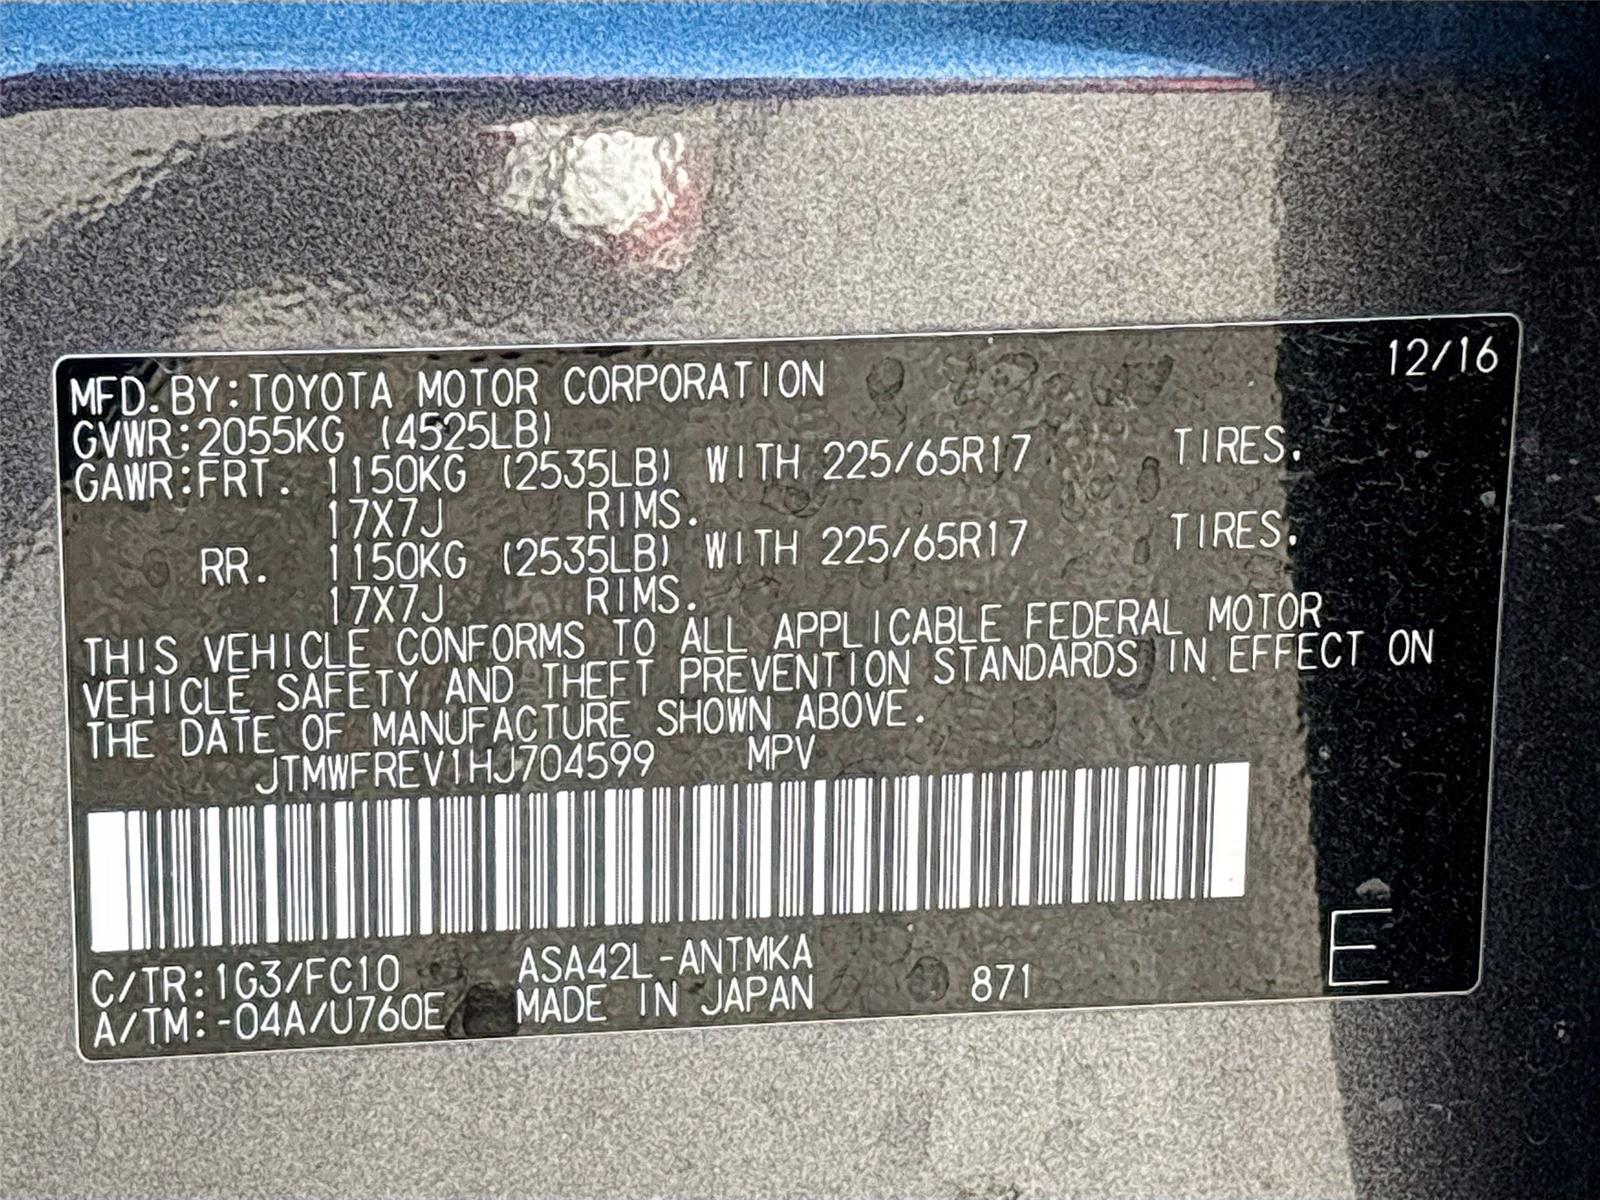 12/16
MFD. BY: TOYOTA MOTOR CORPORATION
GVWR: 2055KG (4525LB)
GAWR: FRT. 1150KG (2535LB) WITH 225/65R17 TIRES.
17X7J RIMS.
RR. 1150KG (2535LB) WITH 225/65R17 TIRES.
17X7J RIMS.
THIS VEHICLE CONFORMS TO ALL APPLICABLE FEDERAL MOTOR
VEHICLE SAFETY AND THEFT PREVENTION STANDARDS IN EFFECT ON
THE DATE OF MANUFACTURE SHOWN ABOVE.
JTMWFREV1HJ704599 MPV
C/TR: 1G3/FC10 ASA42L-ANTMKA
A/TM: -04A/U760E MADE IN JAPAN 871
E